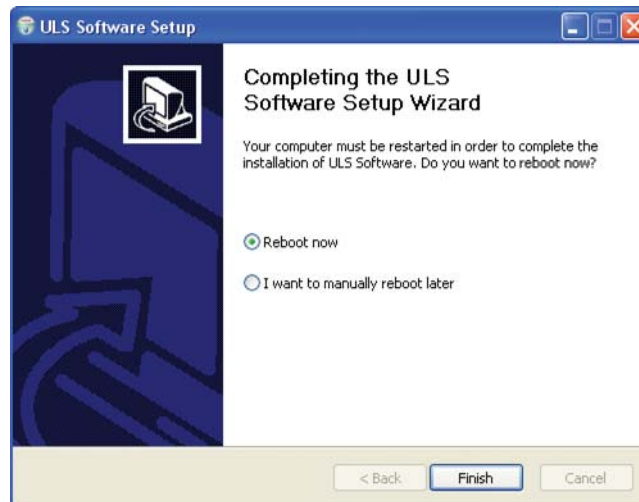 ULS Software Setup
Completing the ULS
Software Setup Wizard
Your computer must be restarted in order to complete the
installation of ULS Software. Do you want to reboot now?
Reboot now
I want to manually reboot later
< Back
Finish
Cancel